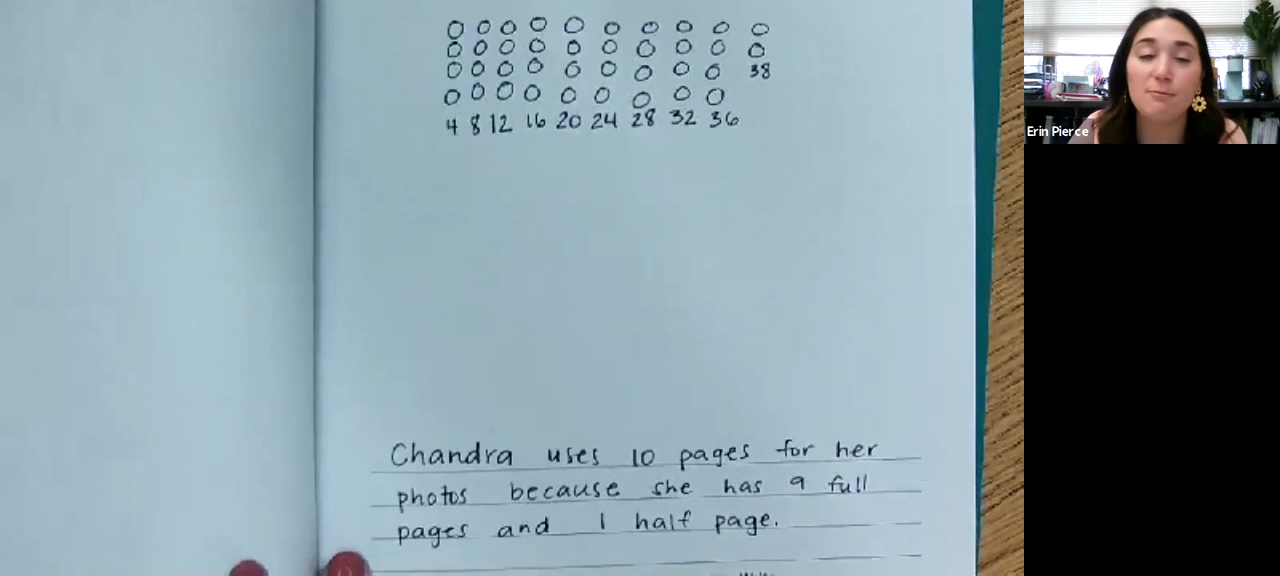 38
4 8 12 16 20 24 28 32 36
Erin Pierce
Chandra uses 10 pages for her
photos because she has 9 full
pages and 1 half page.